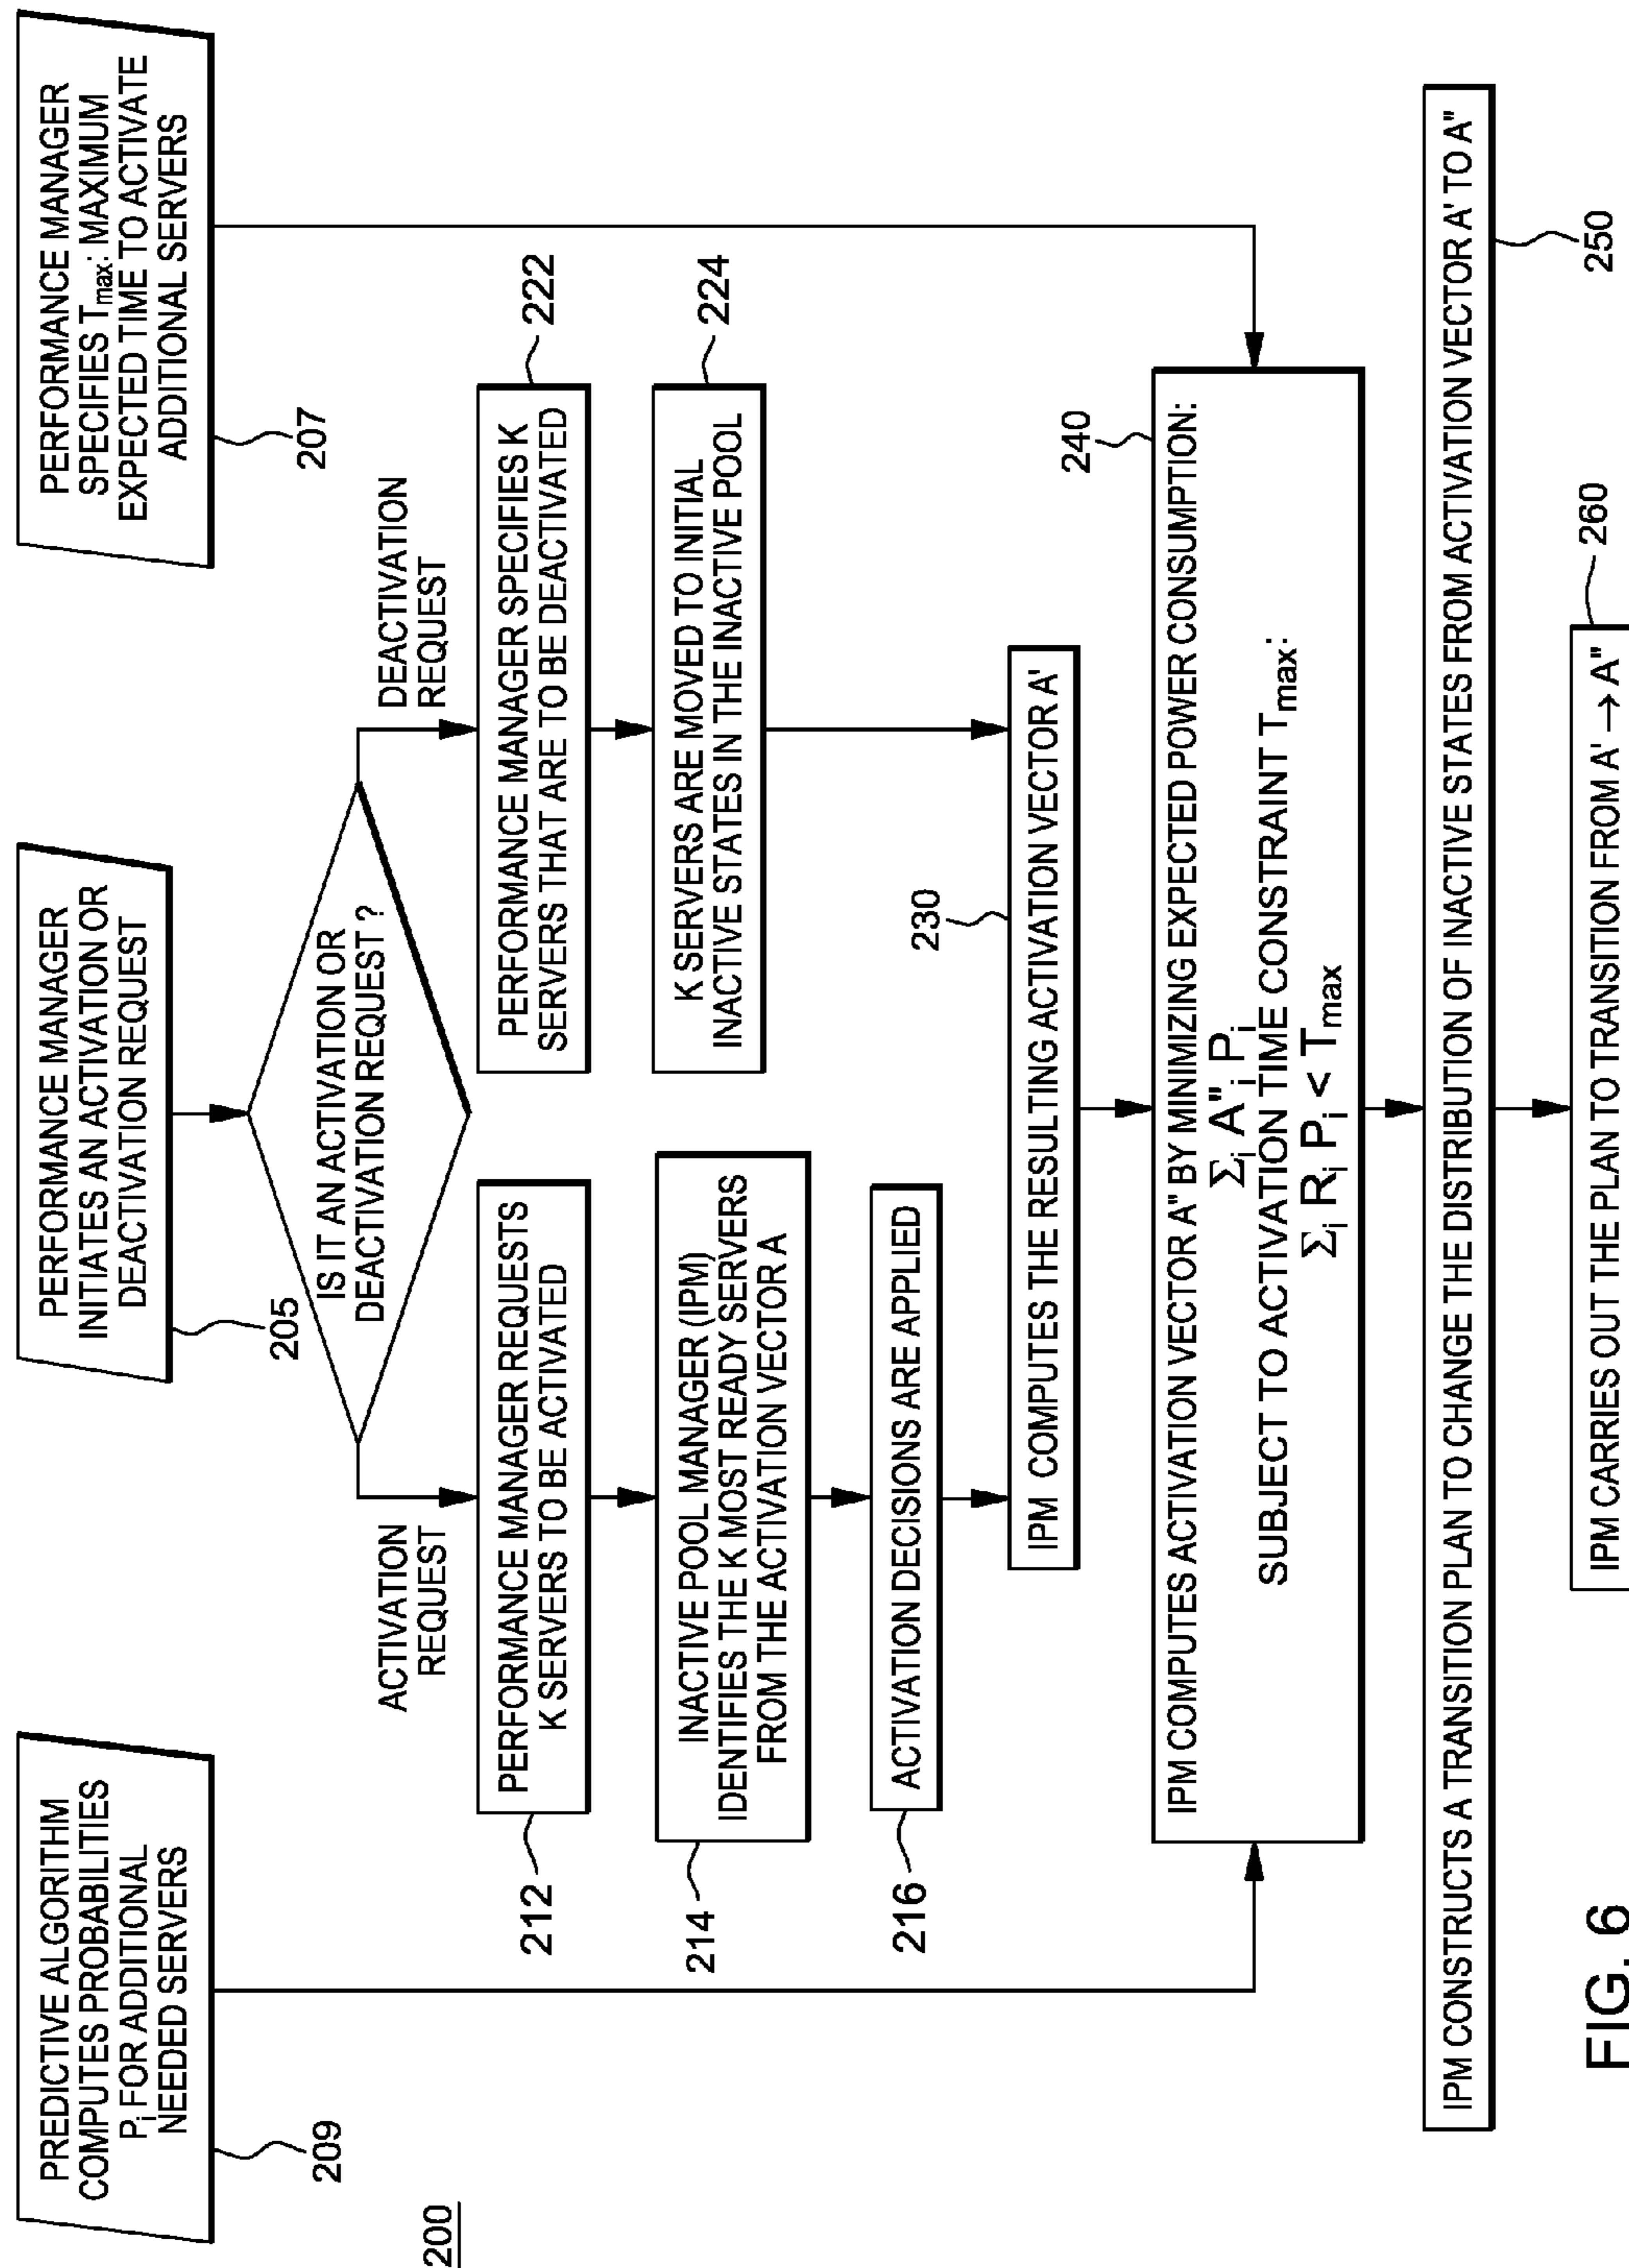 200
PREDICTIVE ALGORITHM
COMPUTES PROBABILITIES
Pi FOR ADDITIONAL
NEEDED SERVERS
209
PERFORMANCE MANAGER
INITIATES AN ACTIVATION OR
DEACTIVATION REQUEST
205
PERFORMANCE MANAGER
SPECIFIES Tmax: MAXIMUM
EXPECTED TIME TO ACTIVATE
ADDITIONAL SERVERS
207
IS IT AN ACTIVATION OR
DEACTIVATION REQUEST ?
ACTIVATION
REQUEST
DEACTIVATION
REQUEST
PERFORMANCE MANAGER REQUESTS
K SERVERS TO BE ACTIVATED
212
PERFORMANCE MANAGER SPECIFIES K
SERVERS THAT ARE TO BE DEACTIVATED
222
INACTIVE POOL MANAGER (IPM)
IDENTIFIES THE K MOST READY SERVERS
FROM THE ACTIVATION VECTOR A
214
K SERVERS ARE MOVED TO INITIAL
INACTIVE STATES IN THE INACTIVE POOL
224
ACTIVATION DECISIONS ARE APPLIED
216
230
IPM COMPUTES THE RESULTING ACTIVATION VECTOR A'
240
IPM COMPUTES ACTIVATION VECTOR A" BY MINIMIZING EXPECTED POWER CONSUMPTION:
Σi A"i Pi
SUBJECT TO ACTIVATION TIME CONSTRAINT Tmax:
Σi Ri Pi < Tmax
IPM CONSTRUCTS A TRANSITION PLAN TO CHANGE THE DISTRIBUTION OF INACTIVE STATES FROM ACTIVATION VECTOR A' TO A"
250
260
IPM CARRIES OUT THE PLAN TO TRANSITION FROM A' → A"
FIG. 6